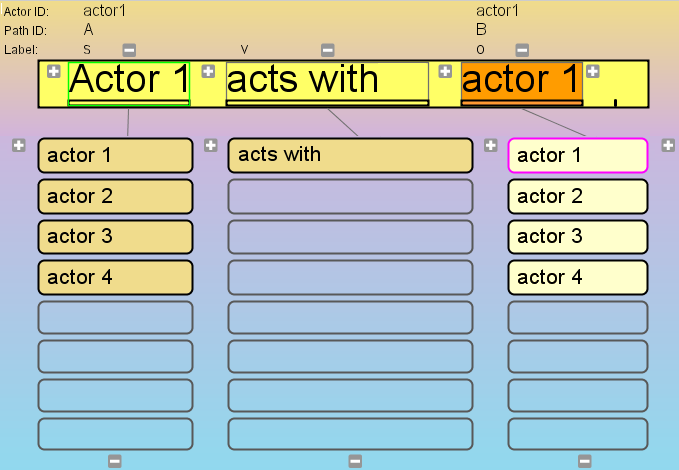 Actor ID: actor1 actor1
Path ID: A B
Label: S V O
Actor 1 acts with actor 1
actor 1 acts with actor 1
actor 2 actor 2
actor 3 actor 3
actor 4 actor 4